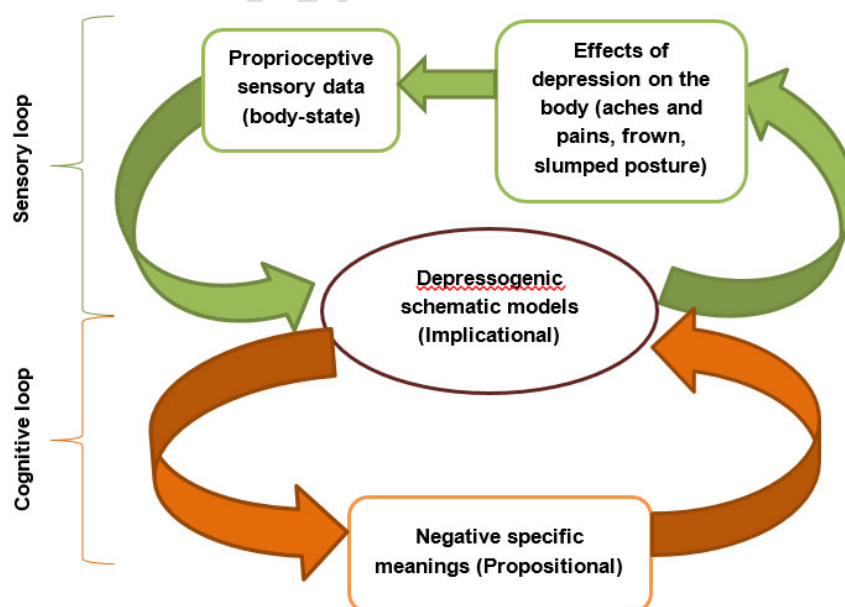 Sensory loop
Proprioceptive
sensory data
(body-state)
Effects of
depression on the
body (aches and
pains, frown,
slumped posture)
Depressogenic
schematic models
(Implicational)
Cognitive loop
Negative specific
meanings (Propositional)